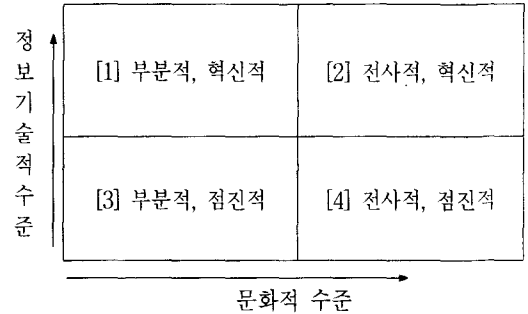 정보기술적수준
[1] 부분적, 혁신적
[2] 전사적, 혁신적
[3] 부분적, 점진적
[4] 전사적, 점진적
문화적 수준